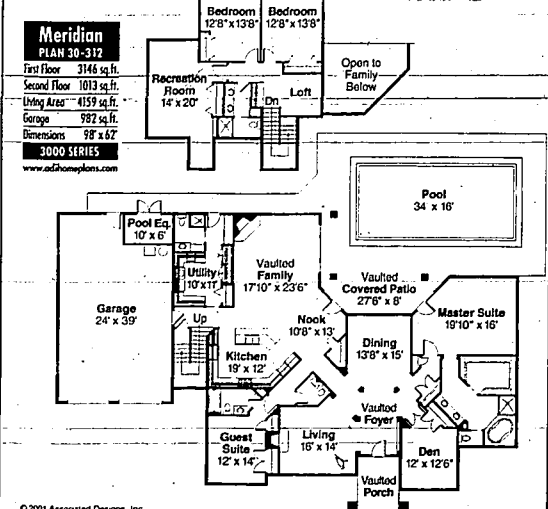 Bedroom
12'8" x 13'8"
Bedroom
12'8" x 13'8"
Meridian
PLAN 30-312
First Floor 3146 sq.ft.
Second Floor 1013 sq.ft.
Living Area 4159 sq.ft.
Garage 982 sq.ft.
Dimensions 98' x 62'
3000 SERIES
www.adihomeplans.com
Recreation
Room
14' x 20'
Open to
Family
Below
Loft
Dn
Pool
34' x 16'
Pool Eq.
10' x 6'
Utility
10' x 11'
Vaulted
Family
17'10" x 23'6"
Vaulted
Covered Patio
27'6" x 8'
Garage
24' x 39'
Up
Nook
10'8" x 13'
Master Suite
19'10" x 16'
Dining
13'8" x 15'
Kitchen
19' x 12'
Vaulted
Foyer
Guest
Suite
12' x 14'
Living
16' x 14'
Den
12' x 12'6"
Vaulted
Porch
©2001 Associated Designs, Inc.